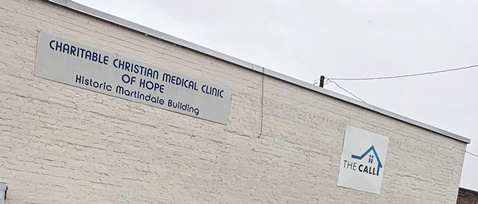 CHARITABLE CHRISTIAN MEDICAL CLINIC
OF HOPE
Historic Martindale Building
THE CALL